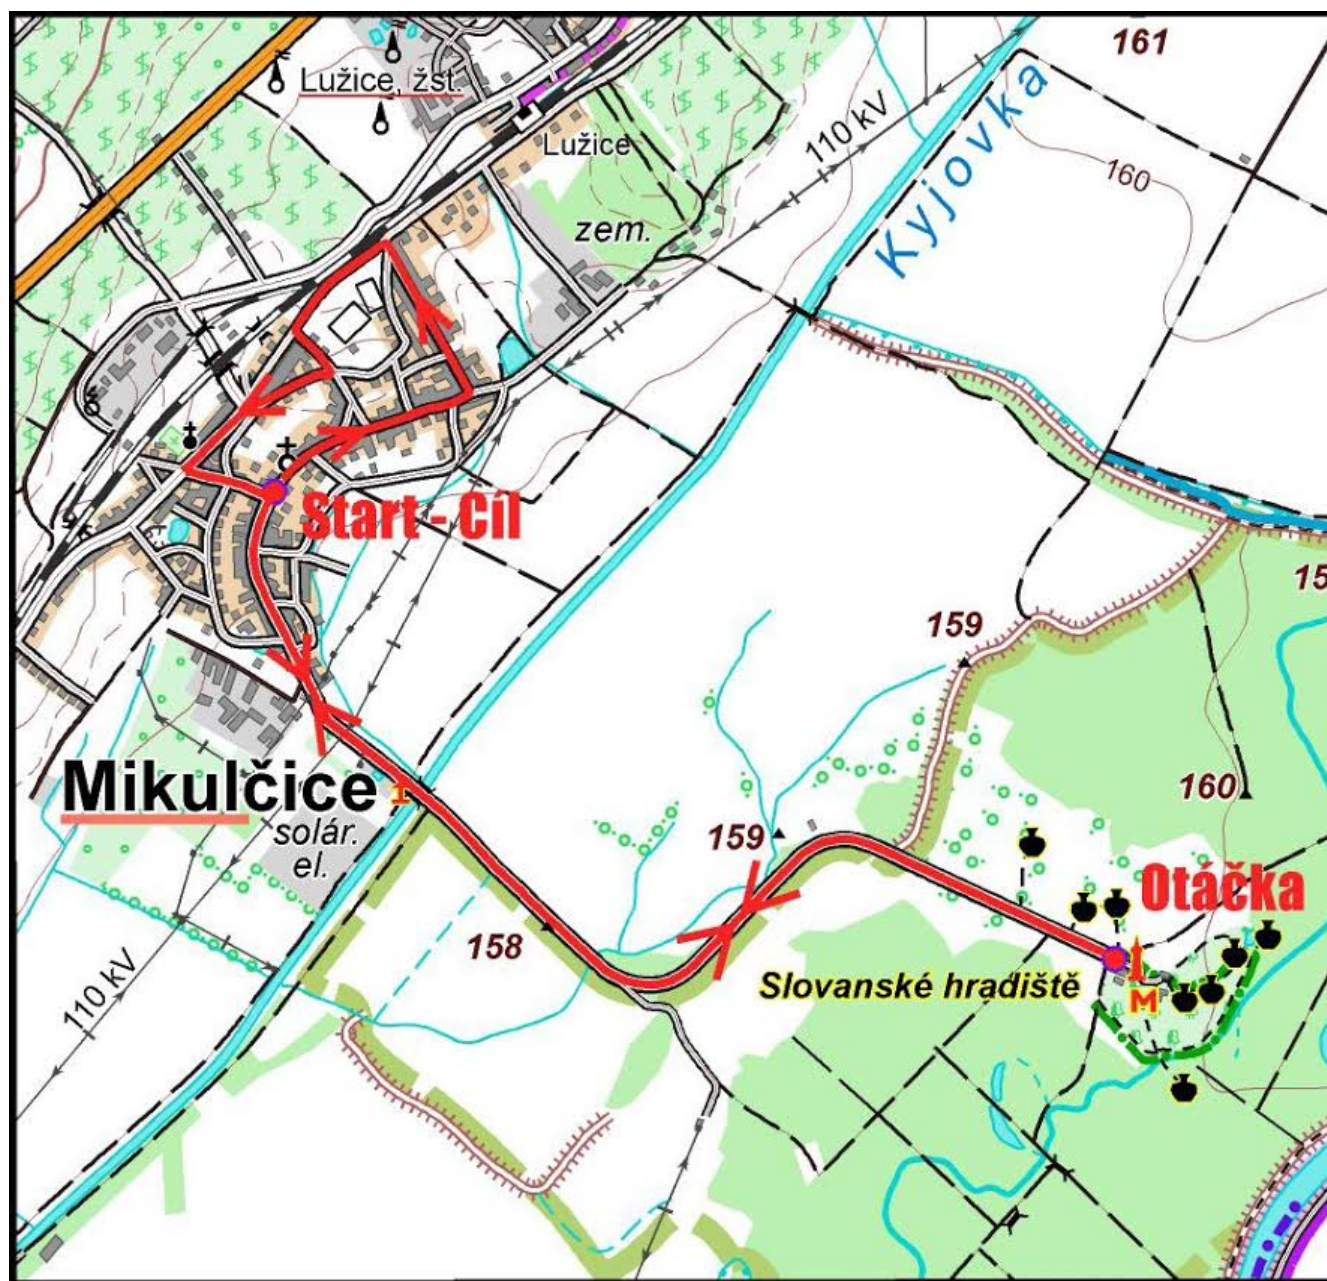 161
Lužice, žst.
110 kV
Lužice
Kyjovka
160
zem.
Start - Cíl
15
159
Mikulčice
1
160
solár.
el.
159
Otáčka
158
110 kV
Slovanské hradiště
M